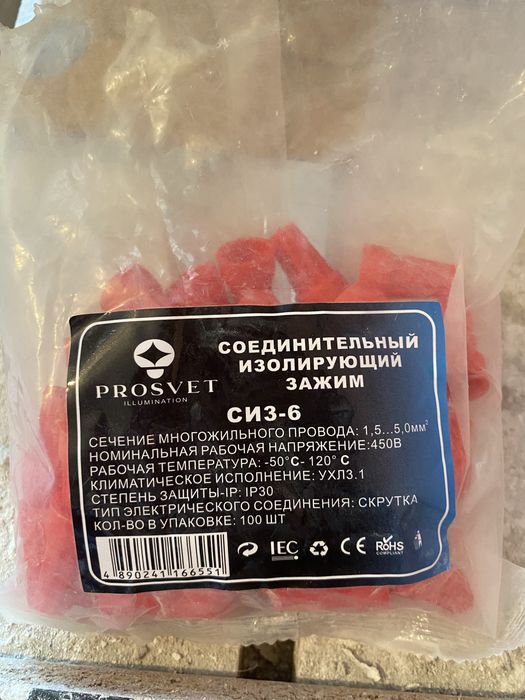 PROSVET
ILLUMINATION
СОЕДИНИТЕЛЬНЫЙ
ИЗОЛИРУЮЩИЙ
ЗАЖИМ
СИЗ-6
СЕЧЕНИЕ МНОГОЖИЛЬНОГО ПРОВОДА: 1,5...5,0мм²
НОМИНАЛЬНАЯ РАБОЧАЯ НАПРЯЖЕНИЕ:450В
РАБОЧАЯ ТЕМПЕРАТУРА: -50°С- 120° С
КЛИМАТИЧЕСКОЕ ИСПОЛНЕНИЕ: УХЛ3.1
СТЕПЕНЬ ЗАЩИТЫ-IP: IP30
ТИП ЭЛЕКТРИЧЕСКОГО СОЕДИНЕНИЯ: СКРУТКА
КОЛ-ВО В УПАКОВКЕ: 100 ШТ
4 890241 166551
IEC CE RoHS
COMPLIANT